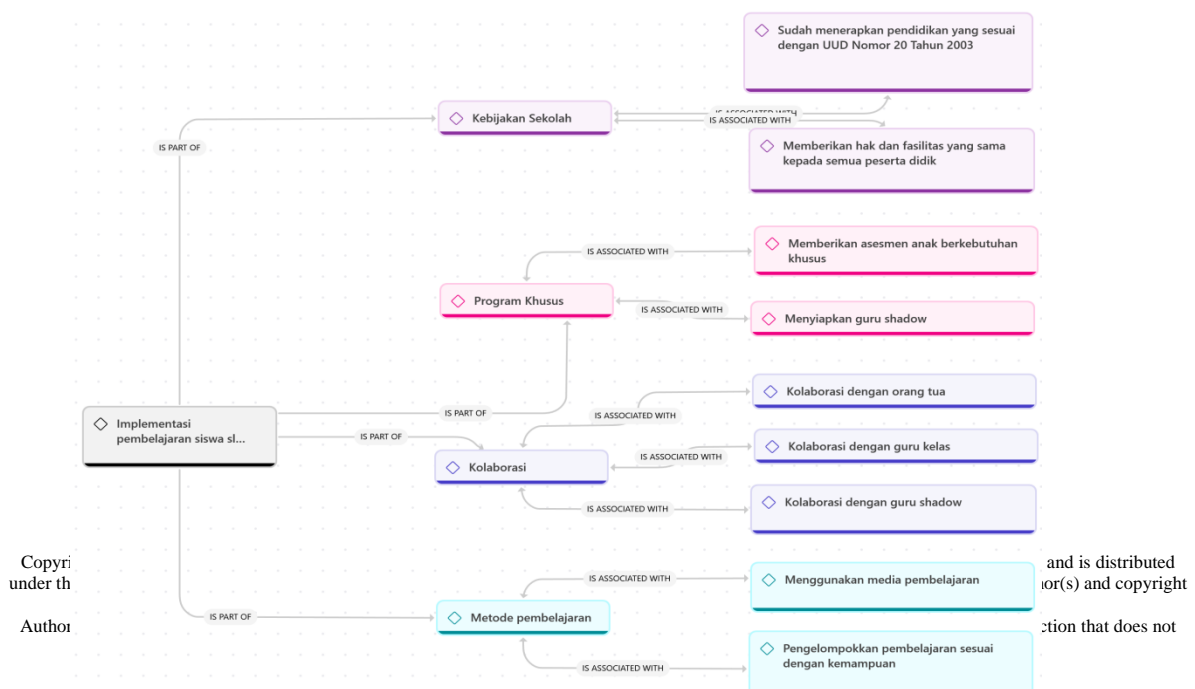 Sudah menerapkan pendidikan yang sesuai
dengan UUD Nomor 20 Tahun 2003
IS ASSOCIATED WITH
IS ASSOCIATED WITH
Kebijakan Sekolah
IS PART OF
Memberikan hak dan fasilitas yang sama
kepada semua peserta didik
IS ASSOCIATED WITH
Memberikan asesmen anak berkebutuhan
khusus
Program Khusus
IS ASSOCIATED WITH
Menyiapkan guru shadow
Kolaborasi dengan orang tua
IS PART OF
IS ASSOCIATED WITH
Implementasi
pembelajaran siswa sl...
IS PART OF
Kolaborasi dengan guru kelas
IS ASSOCIATED WITH
Kolaborasi
Kolaborasi dengan guru shadow
IS ASSOCIATED WITH
Copyri
and is distributed
IS ASSOCIATED WITH
Menggunakan media pembelajaran
under th
or(s) and copyright
IS PART OF
Metode pembelajaran
Author
ction that does not
Pengelompokkan pembelajaran sesuai
dengan kemampuan
IS ASSOCIATED WITH